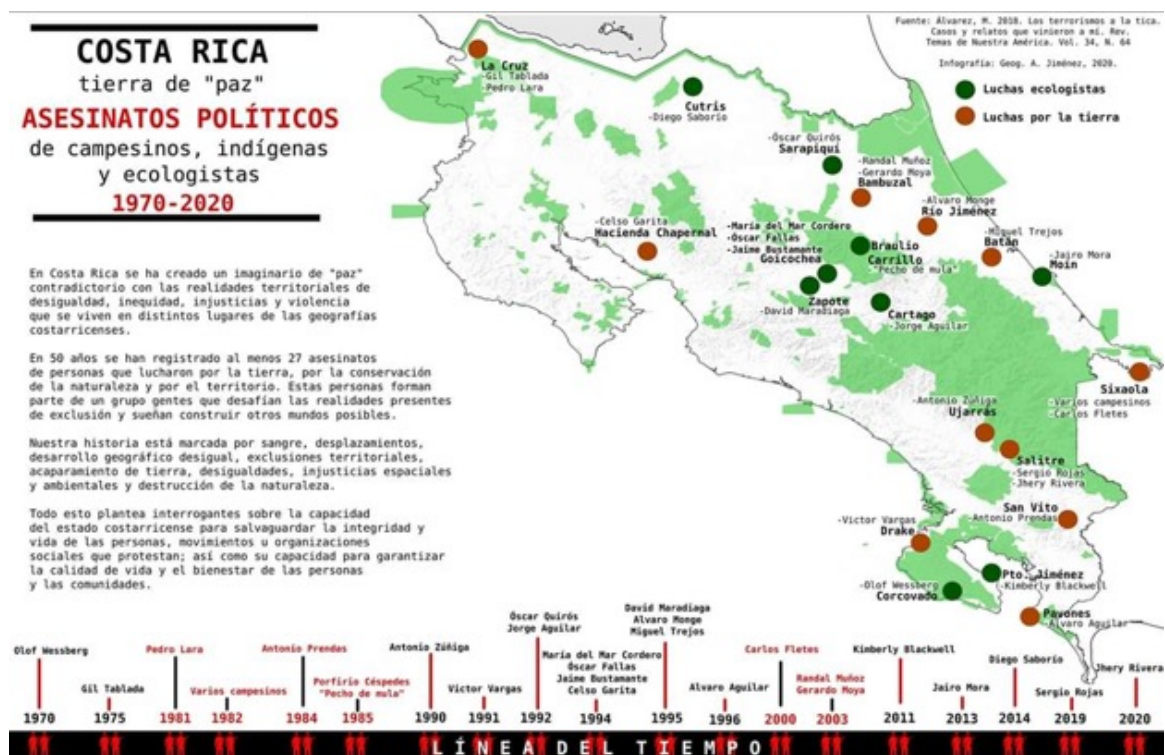 COSTA RICA
tierra de "paz"
ASESINATOS POLÍTICOS
de campesinos, indígenas
y ecologistas
1970-2020
En Costa Rica se ha creado un imaginario de "paz"
contradictorio con las realidades territoriales de
desigualdad, inequidad, injusticias y violencia
que se viven en distintos lugares de las geografías
costarricenses.
En 50 años se han registrado al menos 27 asesinatos
de personas que lucharon por la tierra, por la conservación
de la naturaleza y por el territorio. Estas personas forman
parte de un grupo gentes que desafían las realidades presentes
de exclusión y sueñan construir otros mundos posibles.
Nuestra historia está marcada por sangre, desplazamientos,
desarrollo geográfico desigual, exclusiones territoriales,
acaparamiento de tierra, desigualdades, injusticias espaciales
y ambientales y destrucción de la naturaleza.
Todo esto plantea interrogantes sobre la capacidad
del estado costarricense para salvaguardar la integridad y
vida de las personas, movimientos u organizaciones
sociales que protestan; así como su capacidad para garantizar
la calidad de vida y el bienestar de las personas
y las comunidades.
Fuente: Álvarez, M. 2018. Los terrorismos a la tica.
Casos y relatos que vinieron a mí. Rev.
Temas de Nuestra América. Vol. 34, N. 64
Infografía: Geog. A. Jiménez, 2020.
Luchas ecologistas
Luchas por la tierra
La Cruz
-Gil Tablada
-Pedro Lara
Cutris
-Diego Saborío
-Óscar Quirós
Sarapiquí
-Randal Muñoz
-Gerardo Moya
Bambuzal
-Alvaro Monge
Río Jiménez
-Miguel Trejos
Batán
-Jairo Mora
Moin
-Celso Garita
Hacienda Chapernal
-María del Mar Cordero
-Óscar Fallas
-Jaime Bustamante
Goicochea
Braulio
Carrillo
"Pecho de mula"
Zapote
-David Maradiaga
Cartago
-Jorge Aguilar
Sixaola
-Varios campesinos
-Carlos Fletes
-Antonio Zúñiga
Ujarrás
Salitre
-Sergio Rojas
-Jhery Rivera
San Vito
-Antonio Prendas
-Victor Vargas
Drake
Pto. Jiménez
-Kimberly Blackwell
-Olof Wessberg
Corcovado
Pavones
-Alvaro Aguilar
Olof Wessberg
1970
Gil Tablada
1975
Pedro Lara
1981
Varios campesinos
1982
Antonio Prendas
1984
Porfirio Céspedes
"Pecho de mula"
1985
Antonio Zúñiga
1990
Victor Vargas
1991
Óscar Quirós
Jorge Aguilar
1992
María del Mar Cordero
Óscar Fallas
Jaime Bustamante
Celso Garita
1994
David Maradiaga
Alvaro Monge
Miguel Trejos
1995
Alvaro Aguilar
1996
Carlos Fletes
2000
Randal Muñoz
Gerardo Moya
2003
Kimberly Blackwell
2011
Jairo Mora
2013
Diego Saborío
2014
Sergio Rojas
2019
Jhery Rivera
2020
LÍNEA DEL TIEMPO